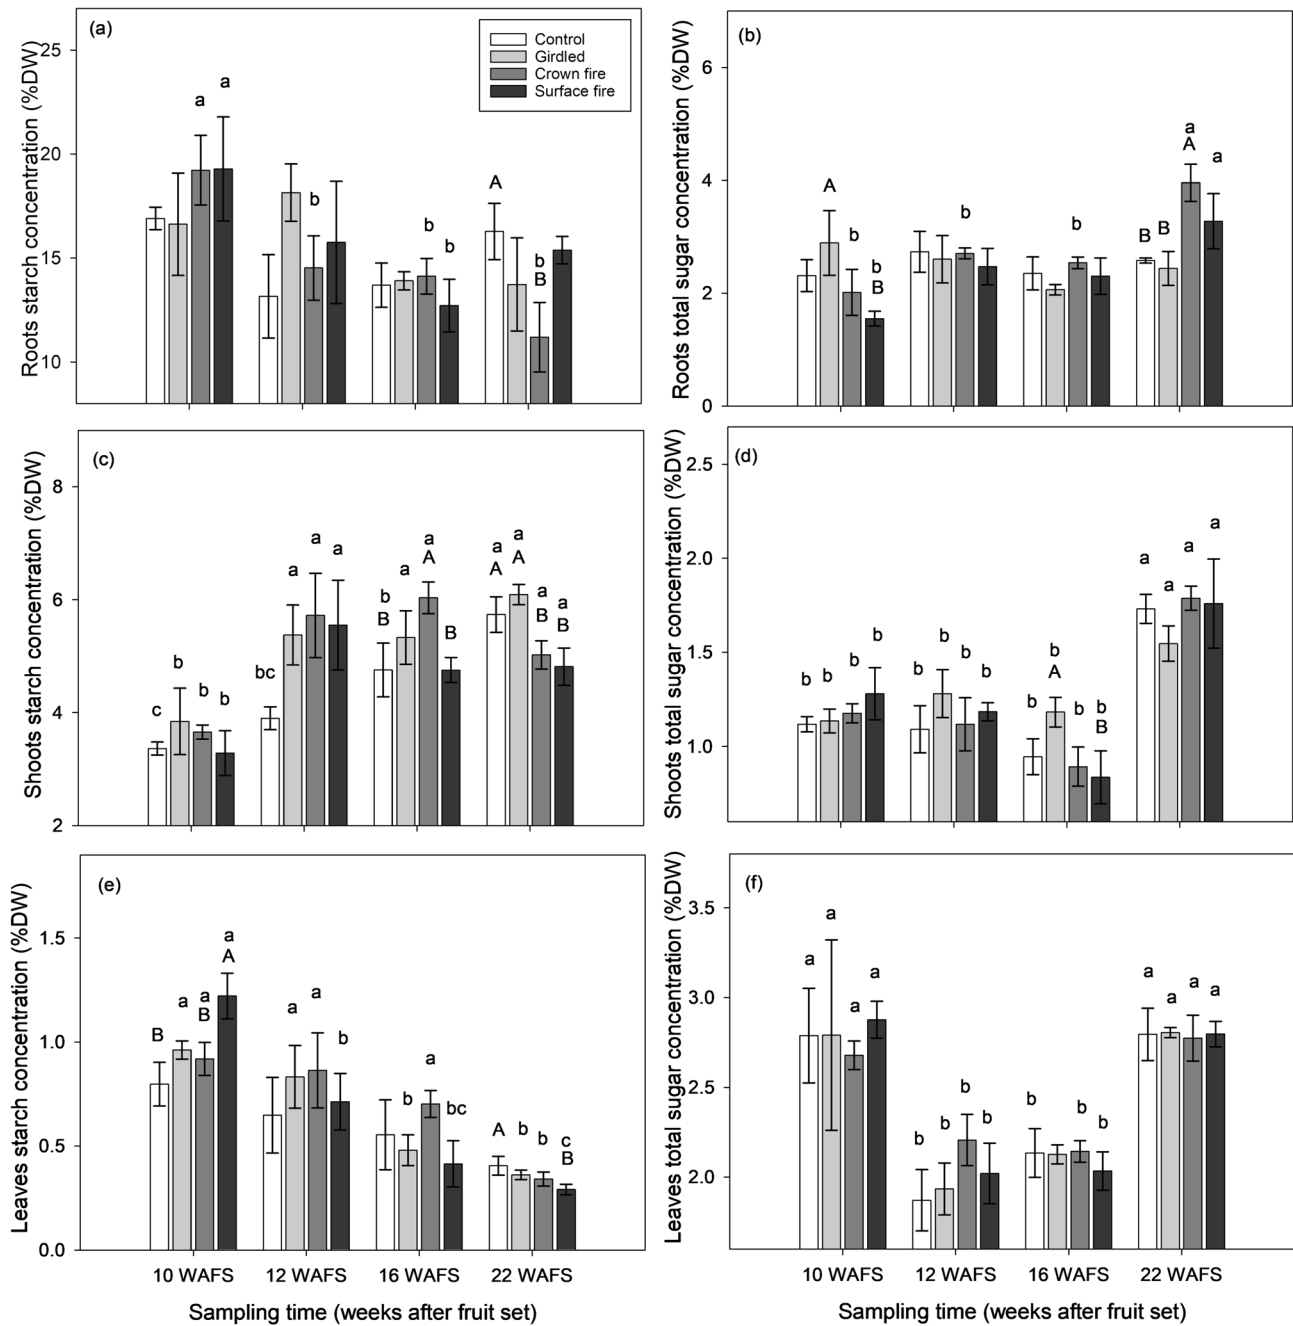 (a)
Control
Girdled
Crown fire
Surface fire
Roots starch concentration (%DW)
25
20
15
10
a
a
b
b
b
A
b
B
(b)
Roots total sugar concentration (%DW)
6
4
2
0
A
b
b
B
b
b
B
B
a
A
a
(c)
Shoots starch concentration (%DW)
8
6
4
2
c
b
b
b
bc
a
a
a
b
B
a
a
A
B
a
A
a
A
a
B
a
B
(d)
Shoots total sugar concentration (%DW)
2.5
2.0
1.5
1.0
b
b
b
b
b
b
b
b
b
b
A
b
b
B
a
a
a
a
(e)
Leaves starch concentration (%DW)
1.5
1.0
0.5
0.0
B
a
a
B
a
A
a
a
b
b
a
bc
A
b
b
c
B
10 WAFS
12 WAFS
16 WAFS
22 WAFS
Sampling time (weeks after fruit set)
(f)
Leaves total sugar concentration (%DW)
3.5
3.0
2.5
2.0
a
a
a
a
b
b
b
b
b
b
b
a
a
a
a
10 WAFS
12 WAFS
16 WAFS
22 WAFS
Sampling time (weeks after fruit set)